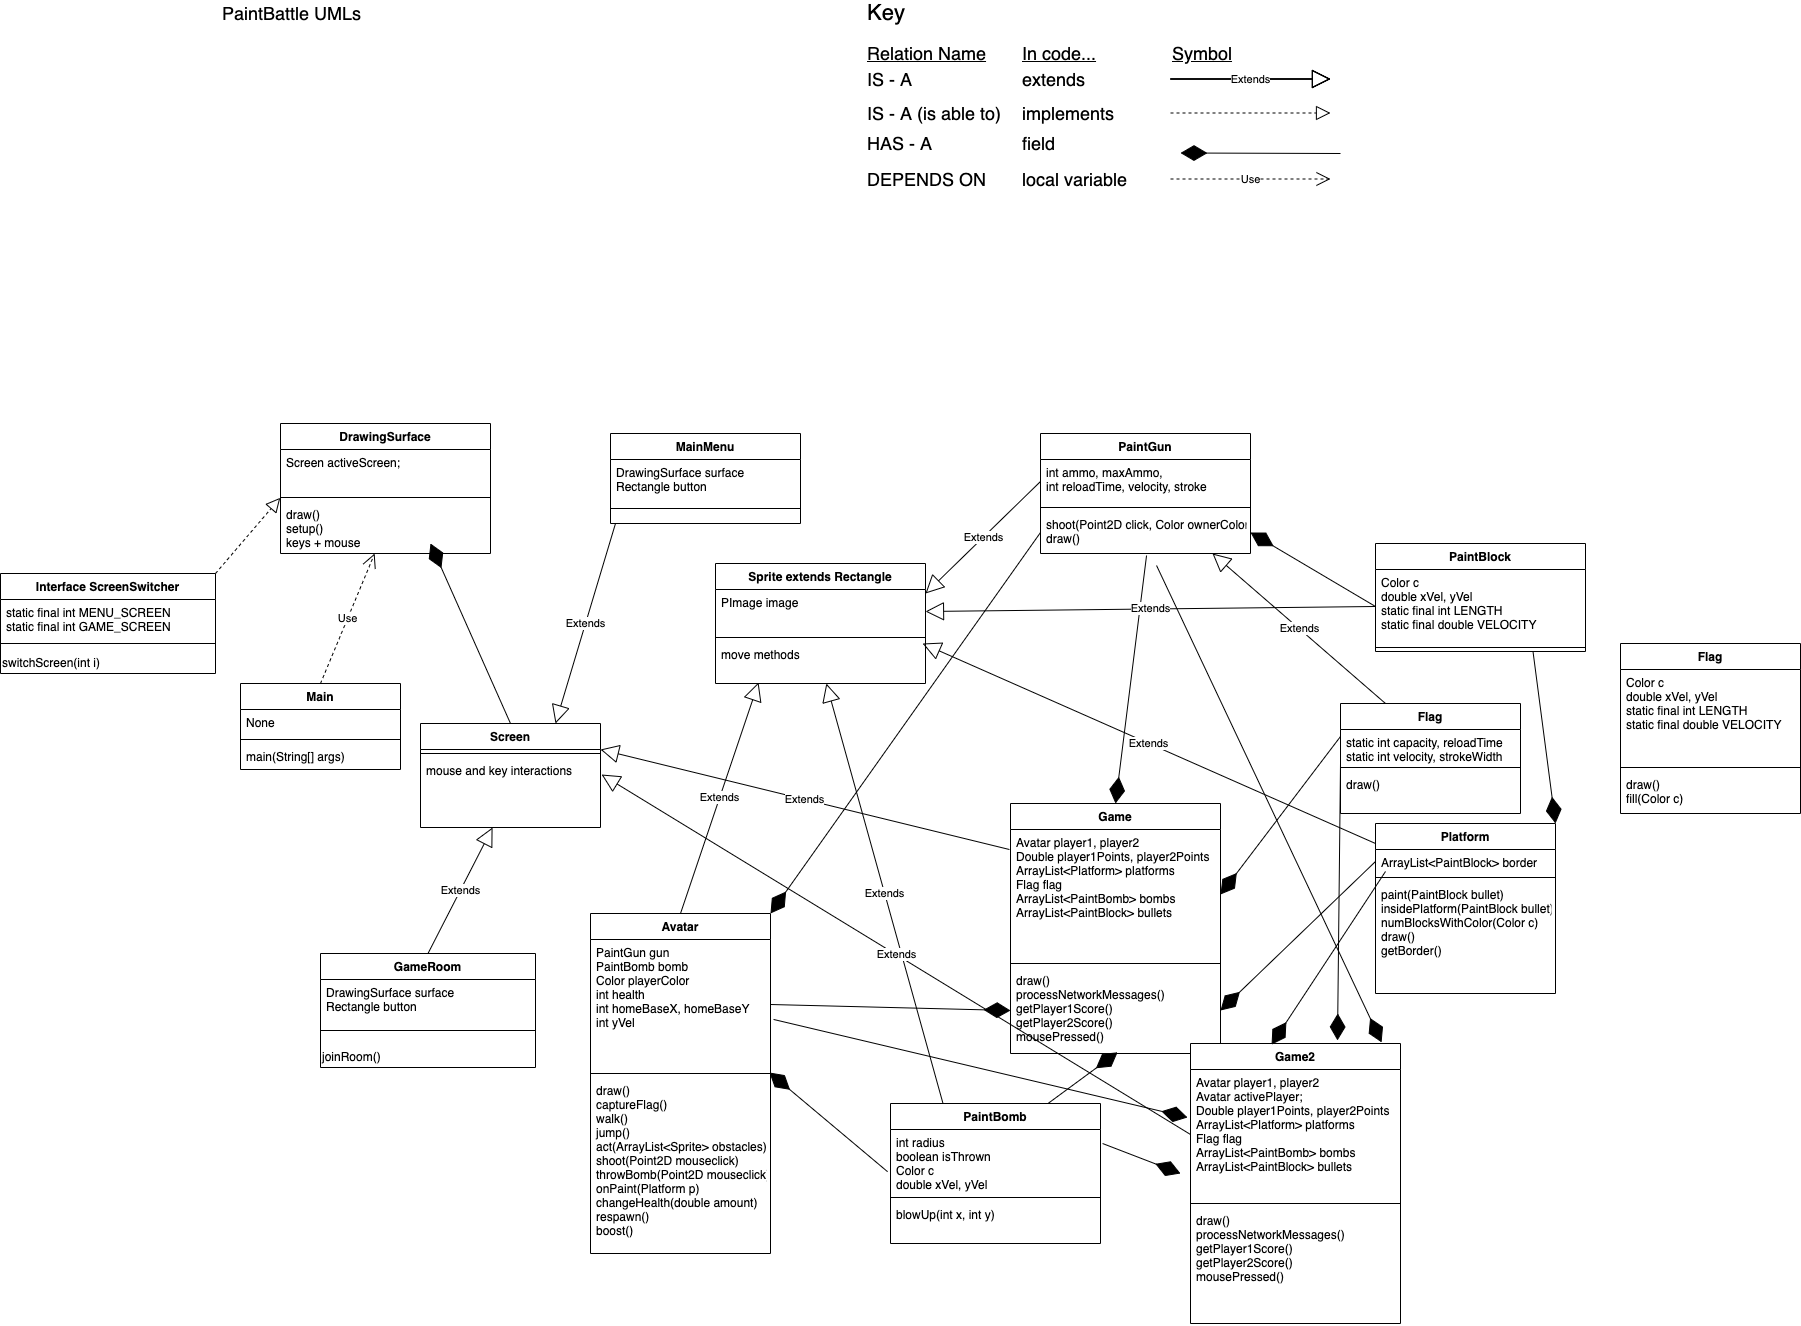 PaintBattle UMLs
Key
Relation Name
In code...
Symbol
IS - A
extends
Extends
IS - A (is able to)
implements
HAS - A
field
DEPENDS ON
local variable
Use
DrawingSurface
Screen activeScreen;
draw()
setup()
keys + mouse
MainMenu
DrawingSurface surface
Rectangle button
PaintGun
int ammo, maxAmmo,
int reloadTime, velocity, stroke
shoot(Point2D click, Color ownerColor
draw()
Extends
PaintBlock
Color c
double xVel, yVel
static final int LENGTH
static final double VELOCITY
Interface ScreenSwitcher
static final int MENU_SCREEN
static final int GAME_SCREEN
switchScreen(int i)
Use
Extends
Sprite extends Rectangle
PImage image
move methods
Extends
Extends
Flag
Color c
double xVel, yVel
static final int LENGTH
static final double VELOCITY
draw()
fill(Color c)
Main
None
main(String[] args)
Screen
mouse and key interactions
Flag
static int capacity, reloadTime
static int velocity, strokeWidth
draw()
Extends
Extends
Extends
Game
Avatar player1, player2
Double player1Points, player2Points
ArrayList<Platform> platforms
Flag flag
ArrayList<PaintBomb> bombs
ArrayList<PaintBlock> bullets
draw()
processNetworkMessages()
getPlayer1Score()
getPlayer2Score()
mousePressed()
Platform
ArrayList<PaintBlock> border
paint(PaintBlock bullet)
insidePlatform(PaintBlock bullet)
numBlocksWithColor(Color c)
draw()
getBorder()
Extends
Extends
Extends
GameRoom
DrawingSurface surface
Rectangle button
joinRoom()
Avatar
PaintGun gun
PaintBomb bomb
Color playerColor
int health
int homeBaseX, homeBaseY
int yVel
draw()
captureFlag()
walk()
jump()
act(ArrayList<Sprite> obstacles)
shoot(Point2D mouseclick)
throwBomb(Point2D mouseclick
onPaint(Platform p)
changeHealth(double amount)
respawn()
boost()
PaintBomb
int radius
boolean isThrown
Color c
double xVel, yVel
blowUp(int x, int y)
Game2
Avatar player1, player2
Avatar activePlayer;
Double player1Points, player2Points
ArrayList<Platform> platforms
Flag flag
ArrayList<PaintBomb> bombs
ArrayList<PaintBlock> bullets
draw()
processNetworkMessages()
getPlayer1Score()
getPlayer2Score()
mousePressed()